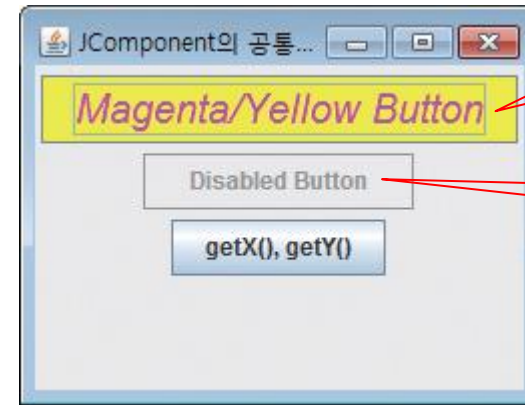 JComponent의 공통...
Magenta/Yellow Button
Disabled Button
getX(), getY()